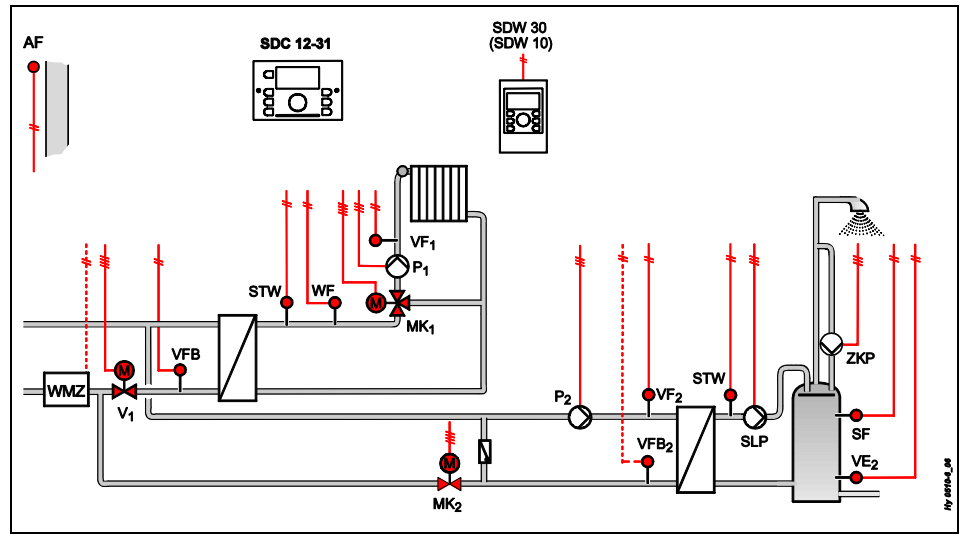 AF
SDC 12-31
SDW 30
(SDW 10)
VF1
P1
STW
WF
M
MK1
VFB
M
WMZ
V1
ZKP
P2
VF2
STW
SLP
SF
VFB2
VE2
M
MK2
Hy 0510-6_06